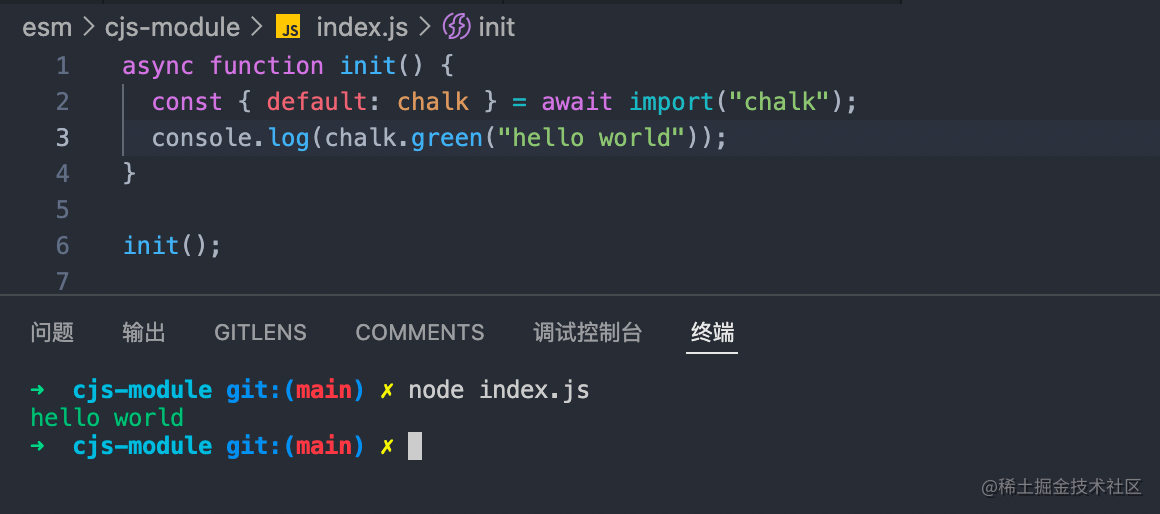 esm > cjs-module > JS index.js > init
1 async function init() {
2 const { default: chalk } = await import("chalk");
3 console.log(chalk.green("hello world"));
4 }
5
6 init();
7
问题 输出 GITLENS COMMENTS 调试控制台 终端
➜ cjs-module git:(main) ✗ node index.js
hello world
➜ cjs-module git:(main) ✗
@稀土掘金技术社区